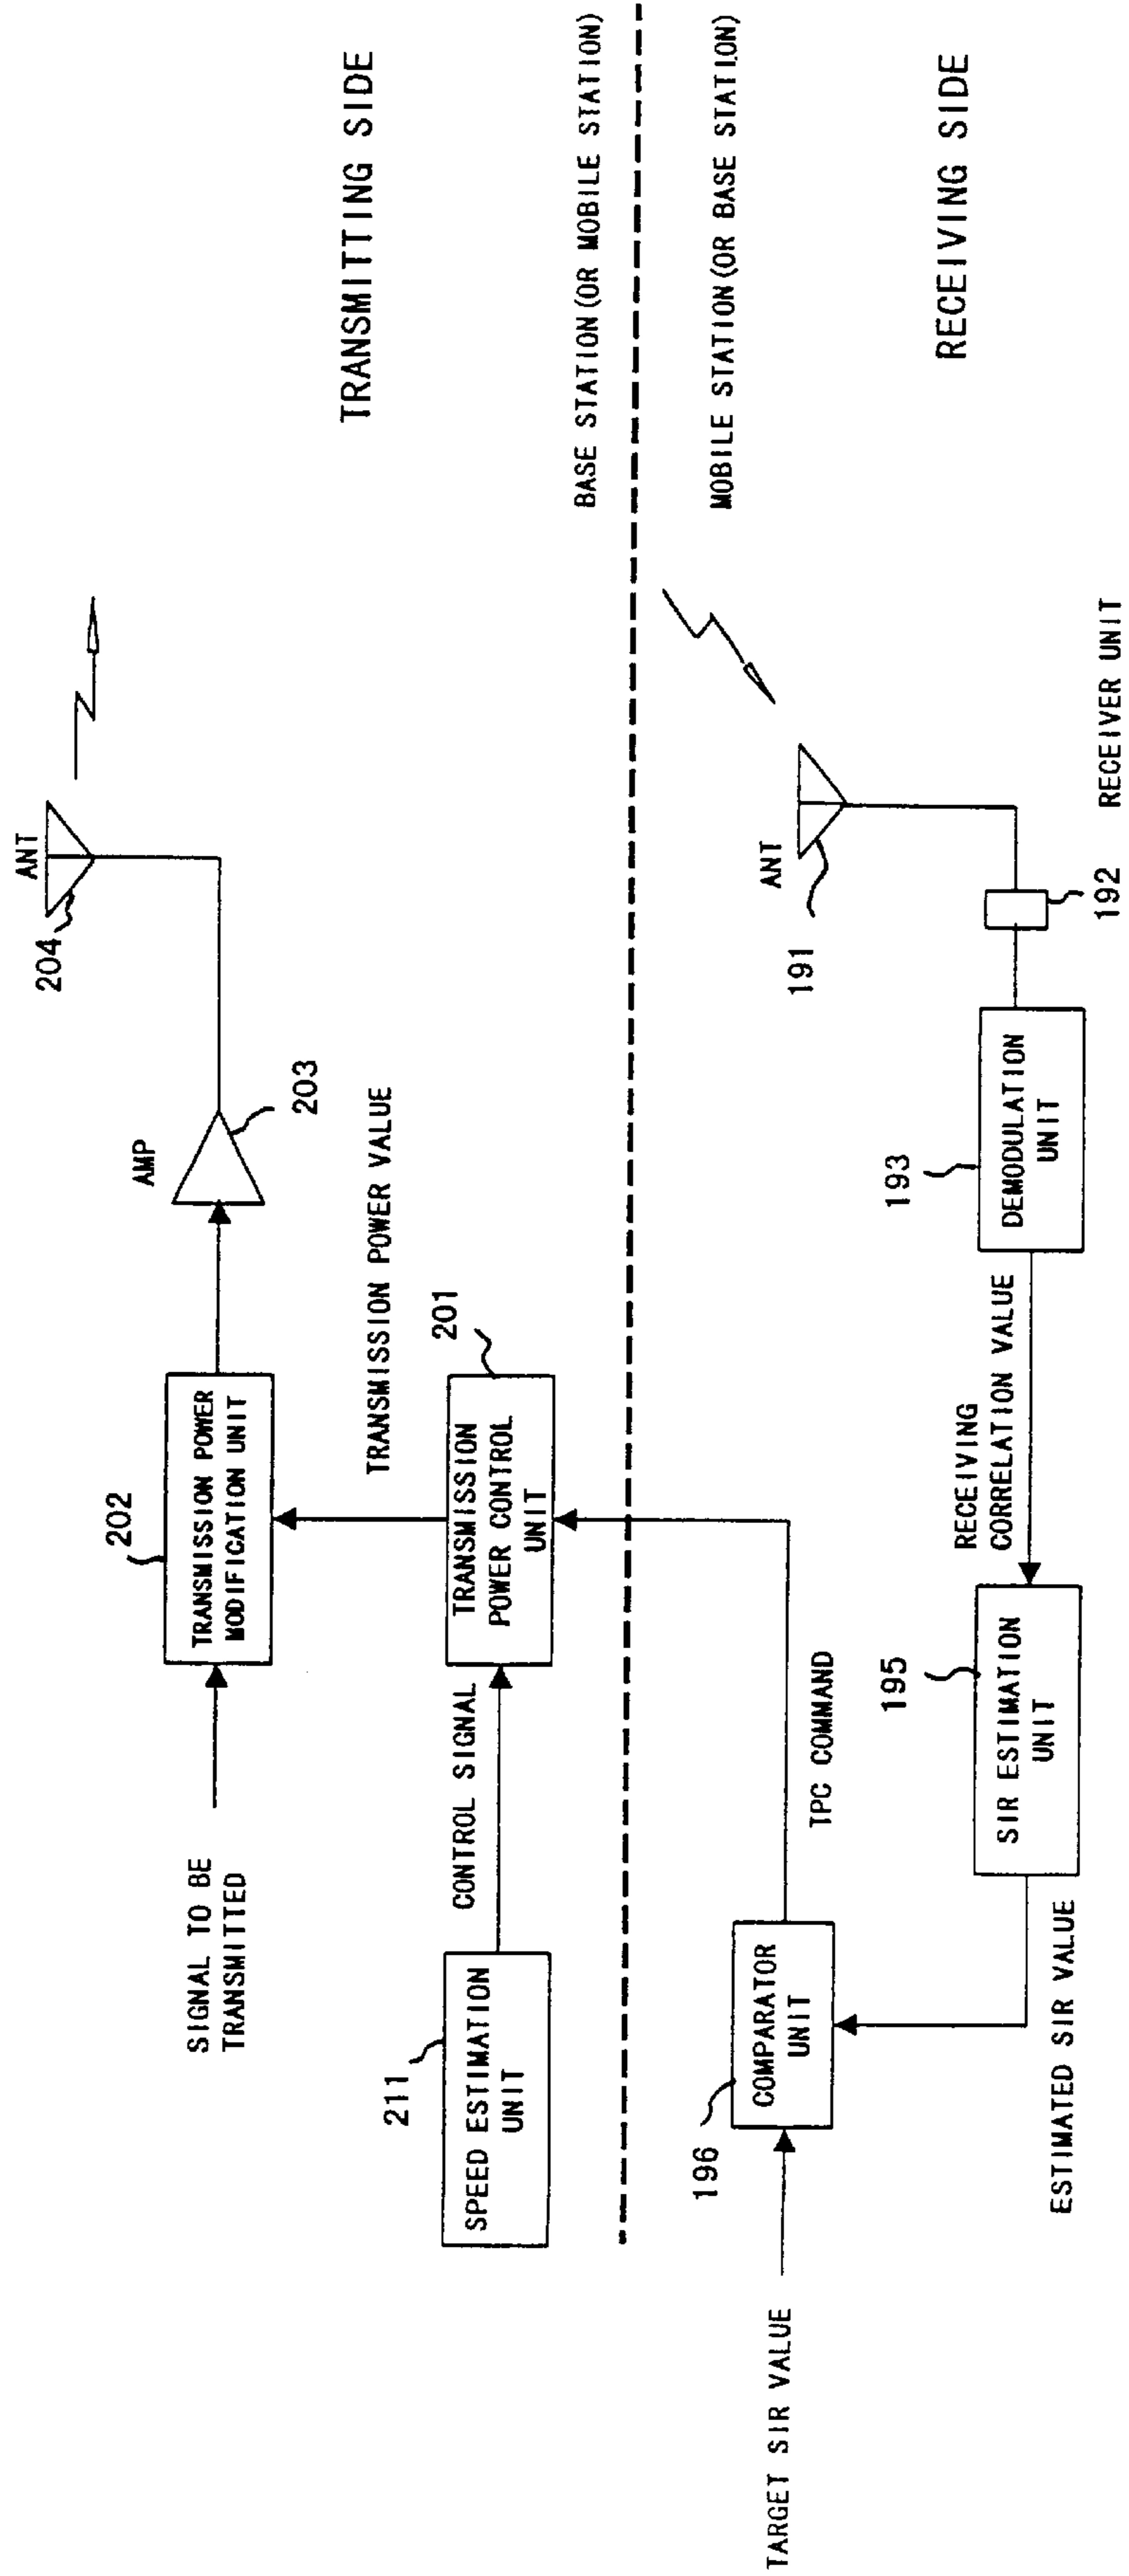 TRANSMITTING SIDE
SIGNAL TO BE
TRANSMITTED
202
TRANSMISSION POWER
MODIFICATION UNIT
AMP
203
204
ANT
TRANSMISSION POWER VALUE
211
SPEED ESTIMATION
UNIT
CONTROL SIGNAL
201
TRANSMISSION
POWER CONTROL
UNIT
BASE STATION(OR MOBILE STATION)
MOBILE STATION(OR BASE STATION)
TARGET SIR VALUE
196
COMPARATOR
UNIT
TPC COMMAND
ANT
191
RECEIVING SIDE
195
SIR ESTIMATION
UNIT
RECEIVING
CORRELATION VALUE
193
DEMODULATION
UNIT
192
RECEIVER UNIT
ESTIMATED SIR VALUE